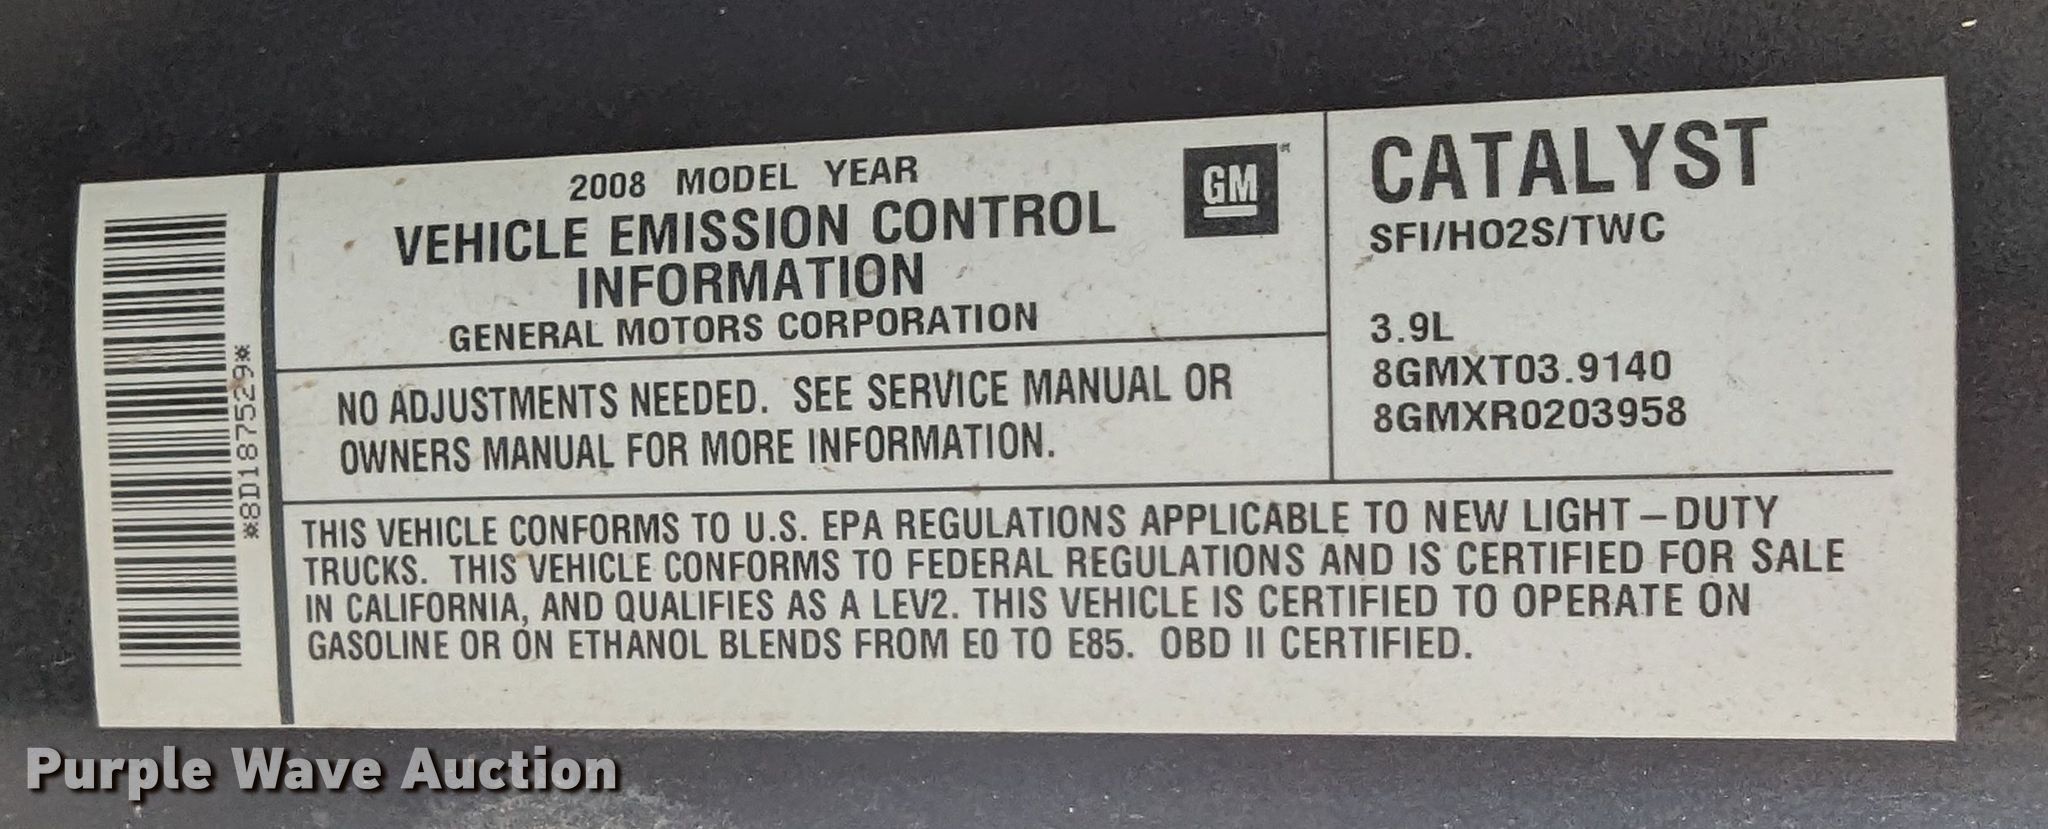 *8D1875295*
2008 MODEL YEAR
VEHICLE EMISSION CONTROL
INFORMATION
GENERAL MOTORS CORPORATION
GM
NO ADJUSTMENTS NEEDED. SEE SERVICE MANUAL OR
OWNERS MANUAL FOR MORE INFORMATION.
CATALYST
SFI/HO2S/TWC
3.9L
8GMXT03.9140
8GMXR0203958
THIS VEHICLE CONFORMS TO U.S. EPA REGULATIONS APPLICABLE TO NEW LIGHT-DUTY
TRUCKS. THIS VEHICLE CONFORMS TO FEDERAL REGULATIONS AND IS CERTIFIED FOR SALE
IN CALIFORNIA, AND QUALIFIES AS A LEV2. THIS VEHICLE IS CERTIFIED TO OPERATE ON
GASOLINE OR ON ETHANOL BLENDS FROM E0 TO E85. OBD II CERTIFIED.
Purple Wave Auction